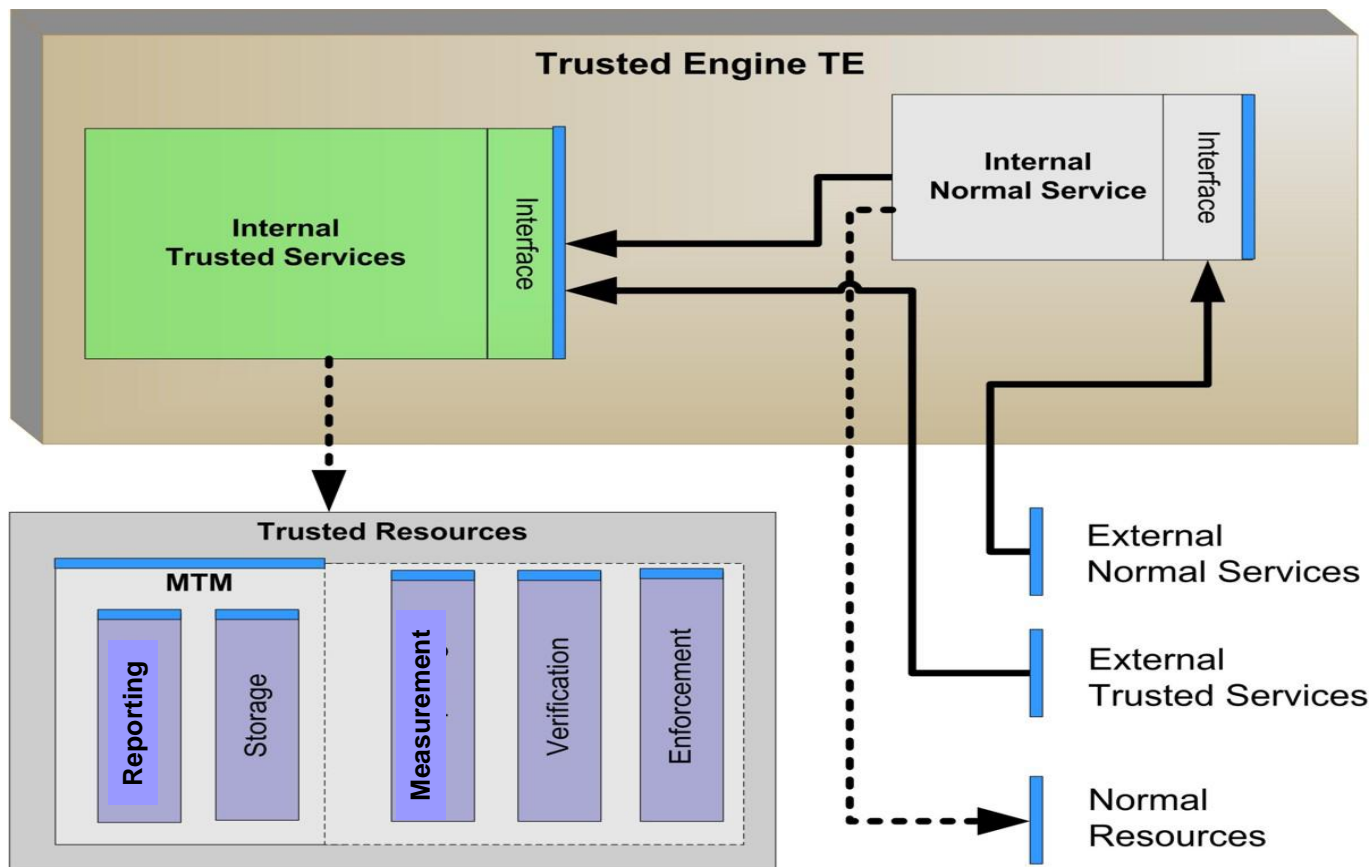 Trusted Engine TE
Internal
Trusted Services
Interface
Internal
Normal Service
Interface
Trusted Resources
MTM
Reporting
Storage
Measurement
Verification
Enforcement
External
Normal Services
External
Trusted Services
Normal
Resources